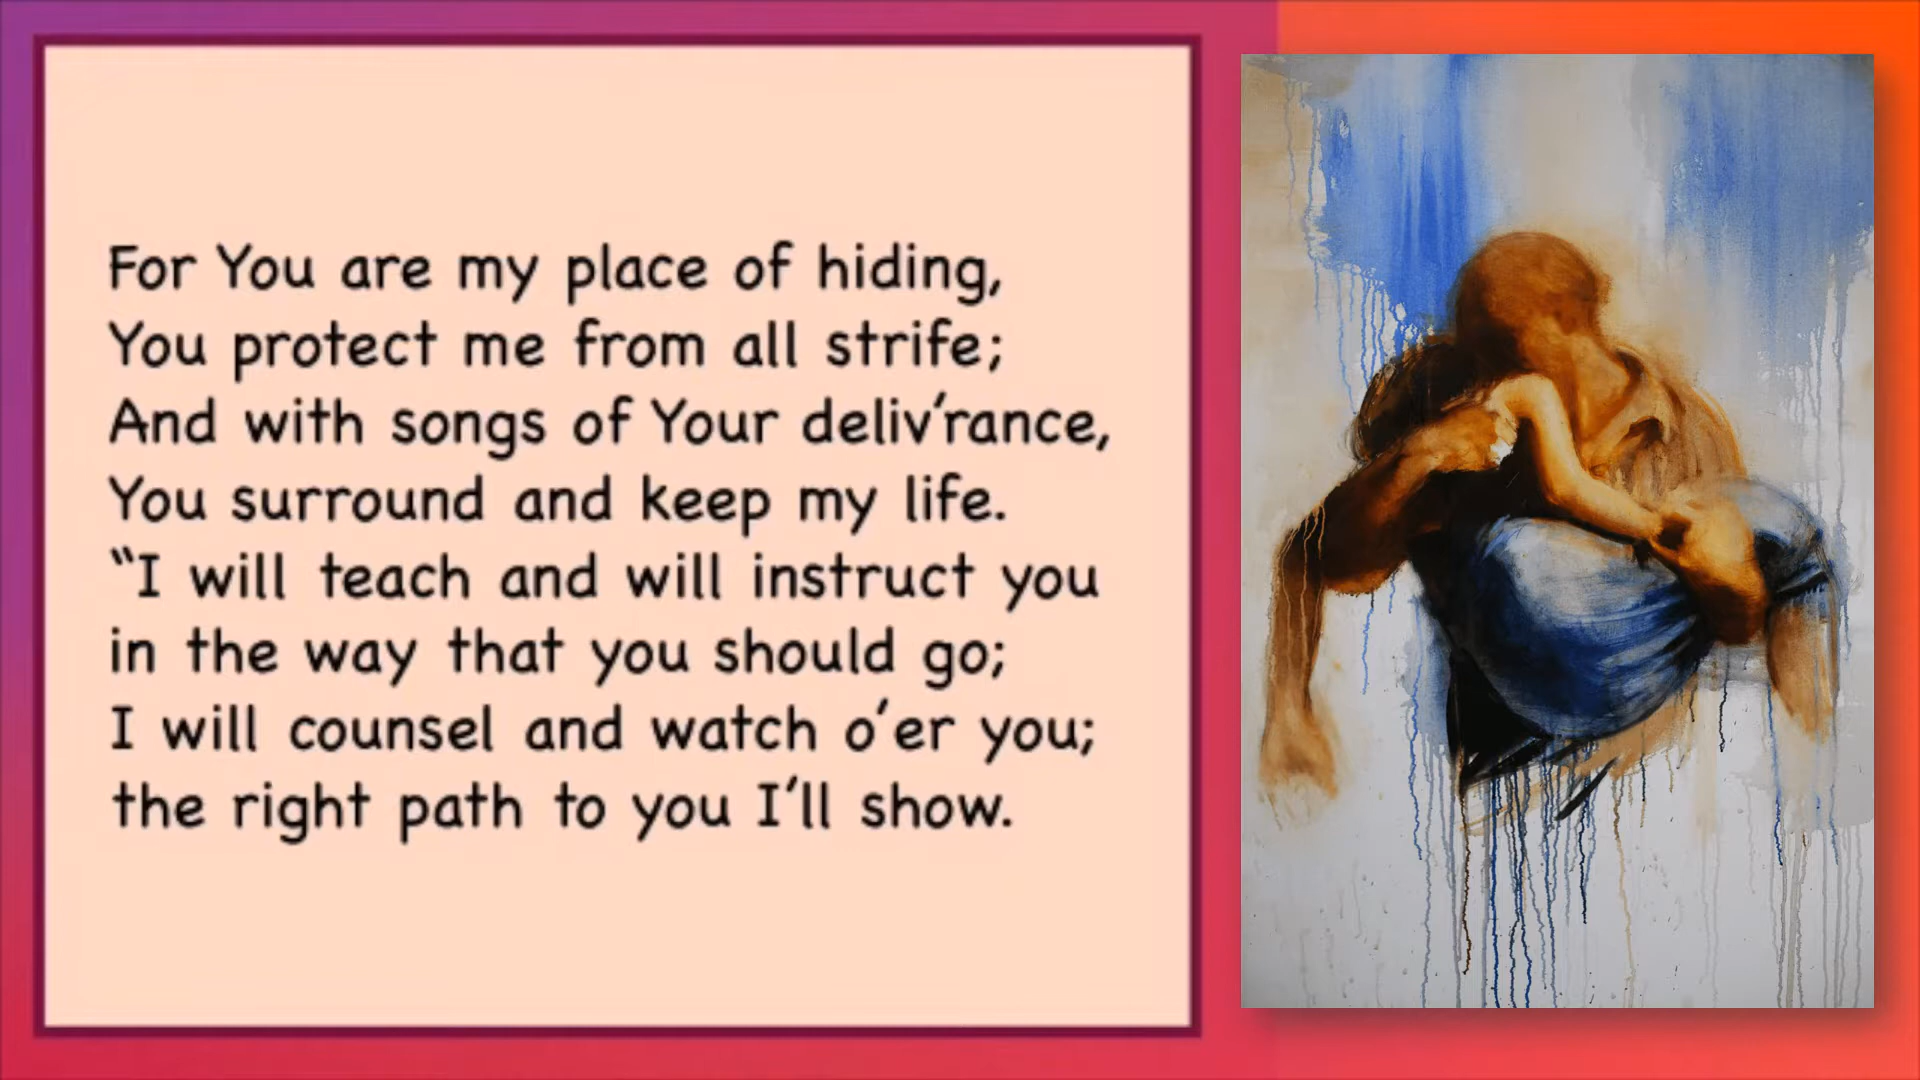 For You are my place of hiding,
You protect me from all strife;
And with songs of Your deliv’rance,
You surround and keep my life.
“I will teach and will instruct you
in the way that you should go;
I will counsel and watch o’er you;
the right path to you I’ll show.